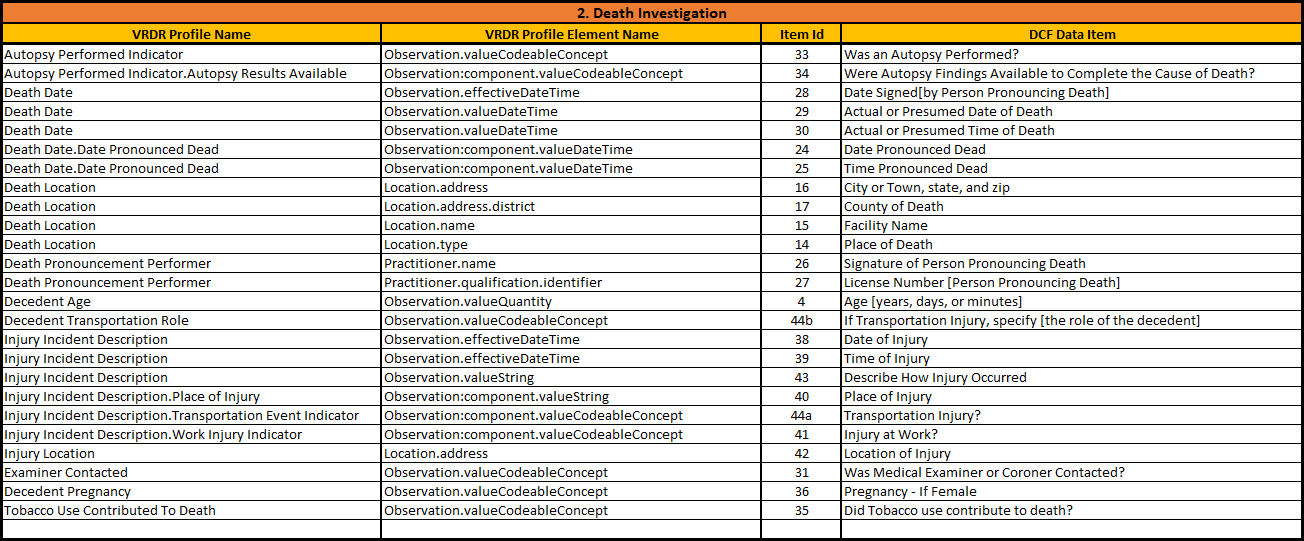 2. Death Investigation
VRDR Profile Name VRDR Profile Element Name Item Id DCF Data Item
Autopsy Performed Indicator Observation.valueCodeableConcept 33 Was an Autopsy Performed?
Autopsy Performed Indicator.Autopsy Results Available Observation:component.valueCodeableConcept 34 Were Autopsy Findings Available to Complete the Cause of Death?
Death Date Observation.effectiveDateTime 28 Date Signed[by Person Pronouncing Death]
Death Date Observation.valueDateTime 29 Actual or Presumed Date of Death
Death Date Observation.valueDateTime 30 Actual or Presumed Time of Death
Death Date.Date Pronounced Dead Observation:component.valueDateTime 24 Date Pronounced Dead
Death Date.Date Pronounced Dead Observation:component.valueDateTime 25 Time Pronounced Dead
Death Location Location.address 16 City or Town, state, and zip
Death Location Location.address.district 17 County of Death
Death Location Location.name 15 Facility Name
Death Location Location.type 14 Place of Death
Death Pronouncement Performer Practitioner.name 26 Signature of Person Pronouncing Death
Death Pronouncement Performer Practitioner.qualification.identifier 27 License Number [Person Pronouncing Death]
Decedent Age Observation.valueQuantity 4 Age [years, days, or minutes]
Decedent Transportation Role Observation.valueCodeableConcept 44b If Transportation Injury, specify [the role of the decedent]
Injury Incident Description Observation.effectiveDateTime 38 Date of Injury
Injury Incident Description Observation.effectiveDateTime 39 Time of Injury
Injury Incident Description Observation.valueString 43 Describe How Injury Occurred
Injury Incident Description.Place of Injury Observation:component.valueString 40 Place of Injury
Injury Incident Description.Transportation Event Indicator Observation:component.valueCodeableConcept 44a Transportation Injury?
Injury Incident Description.Work Injury Indicator Observation:component.valueCodeableConcept 41 Injury at Work?
Injury Location Location.address 42 Location of Injury
Examiner Contacted Observation.valueCodeableConcept 31 Was Medical Examiner or Coroner Contacted?
Decedent Pregnancy Observation.valueCodeableConcept 36 Pregnancy - If Female
Tobacco Use Contributed To Death Observation.valueCodeableConcept 35 Did Tobacco use contribute to death?